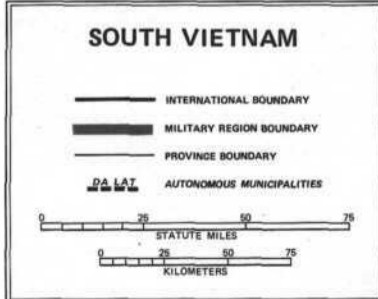 SOUTH VIETNAM
INTERNATIONAL BOUNDARY
MILITARY REGION BOUNDARY
PROVINCE BOUNDARY
DA LAT AUTONOMOUS MUNICIPALITIES
0 25 50 75
STATUTE MILES
0 25 50 75
KILOMETERS